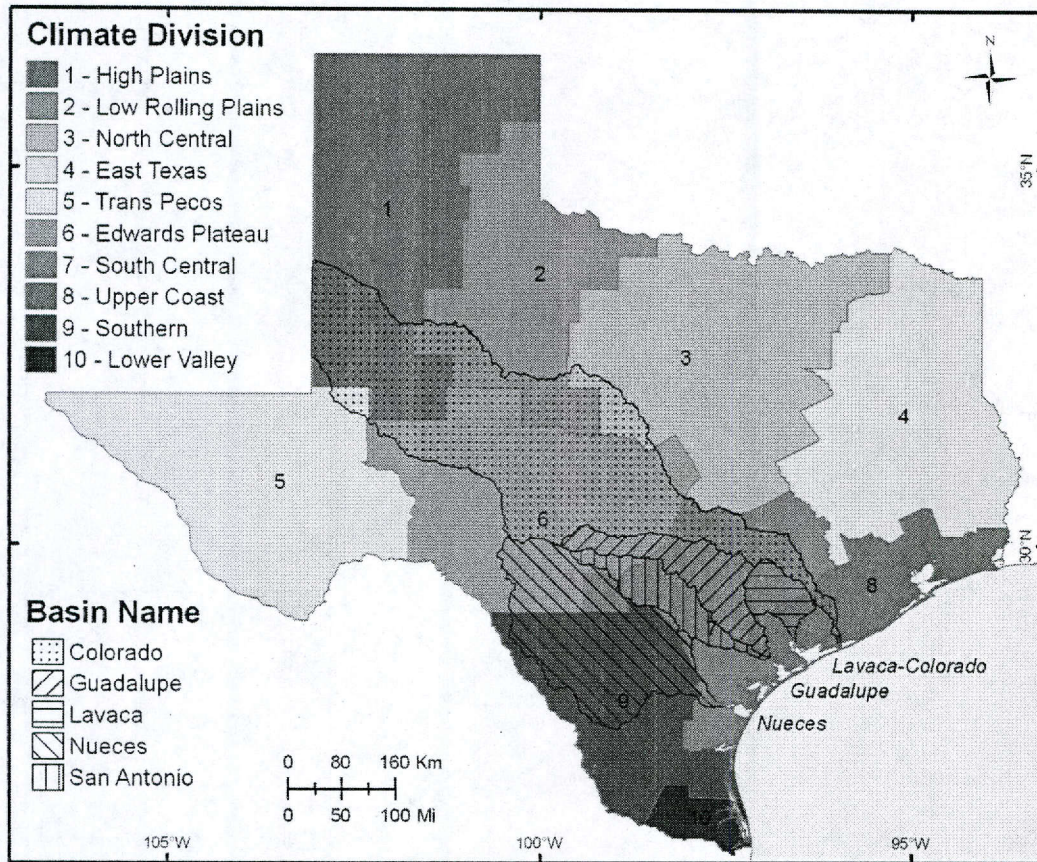 Climate Division
1 - High Plains
2 - Low Rolling Plains
3 - North Central
4 - East Texas
5 - Trans Pecos
6 - Edwards Plateau
7 - South Central
8 - Upper Coast
9 - Southern
10 - Lower Valley
N
35°N
1
2
3
4
5
6
30°N
8
Basin Name
Colorado
Guadalupe
Lavaca
Nueces
San Antonio
Lavaca-Colorado
Guadalupe
Nueces
9
0 80 160 Km
0 50 100 Mi
10
105°W 100°W 95°W